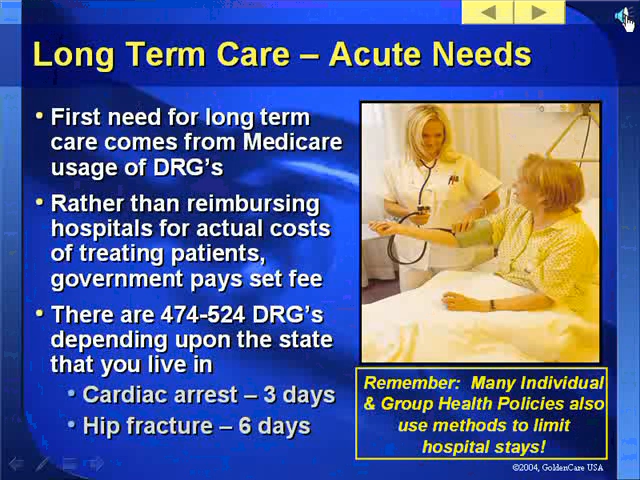 Long Term Care – Acute Needs
• First need for long term
care comes from Medicare
usage of DRG's
• Rather than reimbursing
hospitals for actual costs
of treating patients,
government pays set fee
• There are 474-524 DRG's
depending upon the state
that you live in
• Cardiac arrest – 3 days
• Hip fracture – 6 days
Remember: Many Individual
& Group Health Policies also
use methods to limit
hospital stays!
©2004, GoldenCare USA